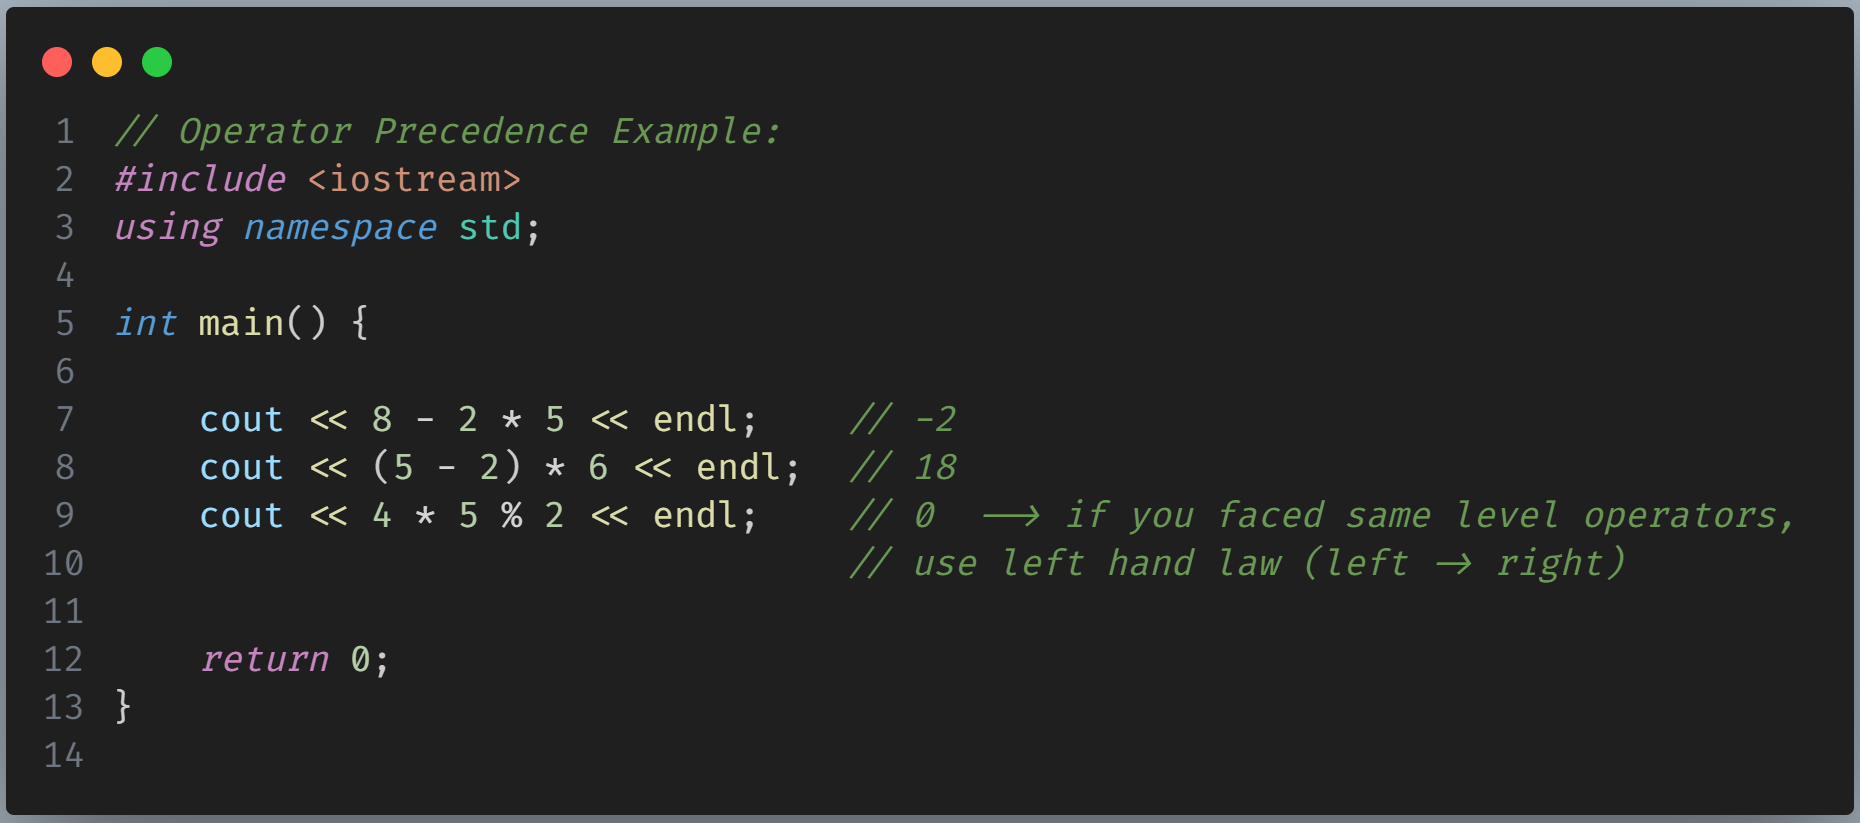 1 // Operator Precedence Example:
2 #include <iostream>
3 using namespace std;
4
5 int main() {
6
7     cout << 8 - 2 * 5 << endl;    // -2
8     cout << (5 - 2) * 6 << endl;  // 18
9     cout << 4 * 5 % 2 << endl;    // 0  --> if you faced same level operators,
10                                  // use left hand law (left -> right)
11
12     return 0;
13 }
14